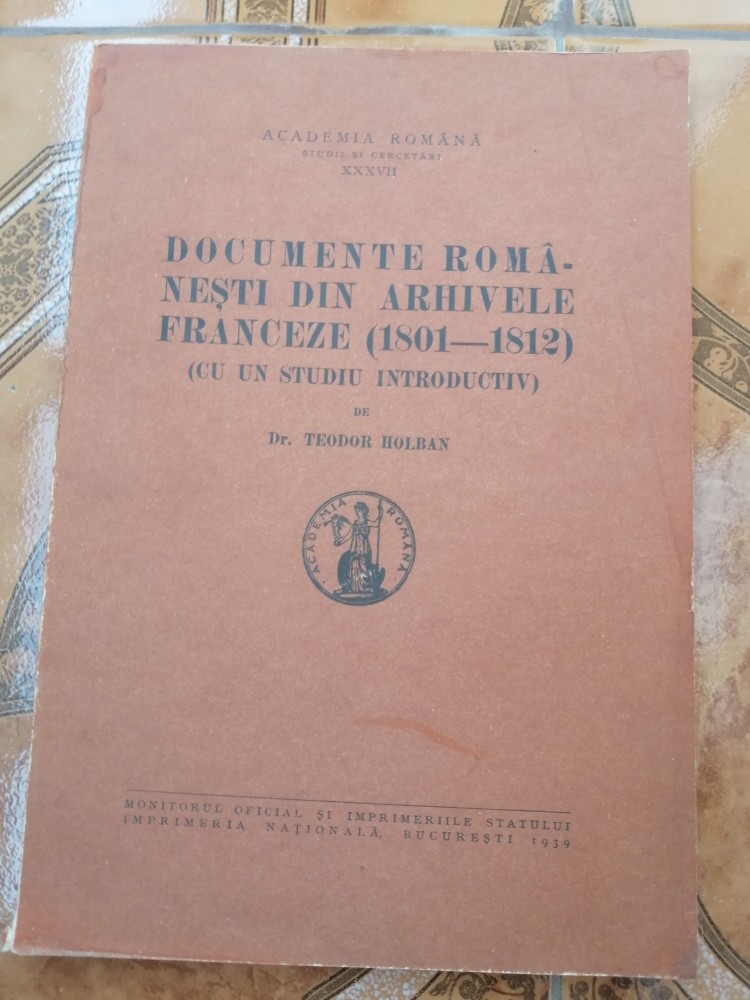 ACADEMIA ROMÂNĂ
STUDII ȘI CERCETĂRI
XXXVII
DOCUMENTE ROMÂ-
NEȘTI DIN ARHIVELE
FRANCEZE (1801—1812)
(CU UN STUDIU INTRODUCTIV)
DE
Dr. TEODOR HOLBAN
ACADEMIA ROMÂNĂ
MONITORUL OFICIAL ȘI IMPRIMERIILE STATULUI
IMPRIMERIA NAȚIONALĂ, BUCUREȘTI 1939